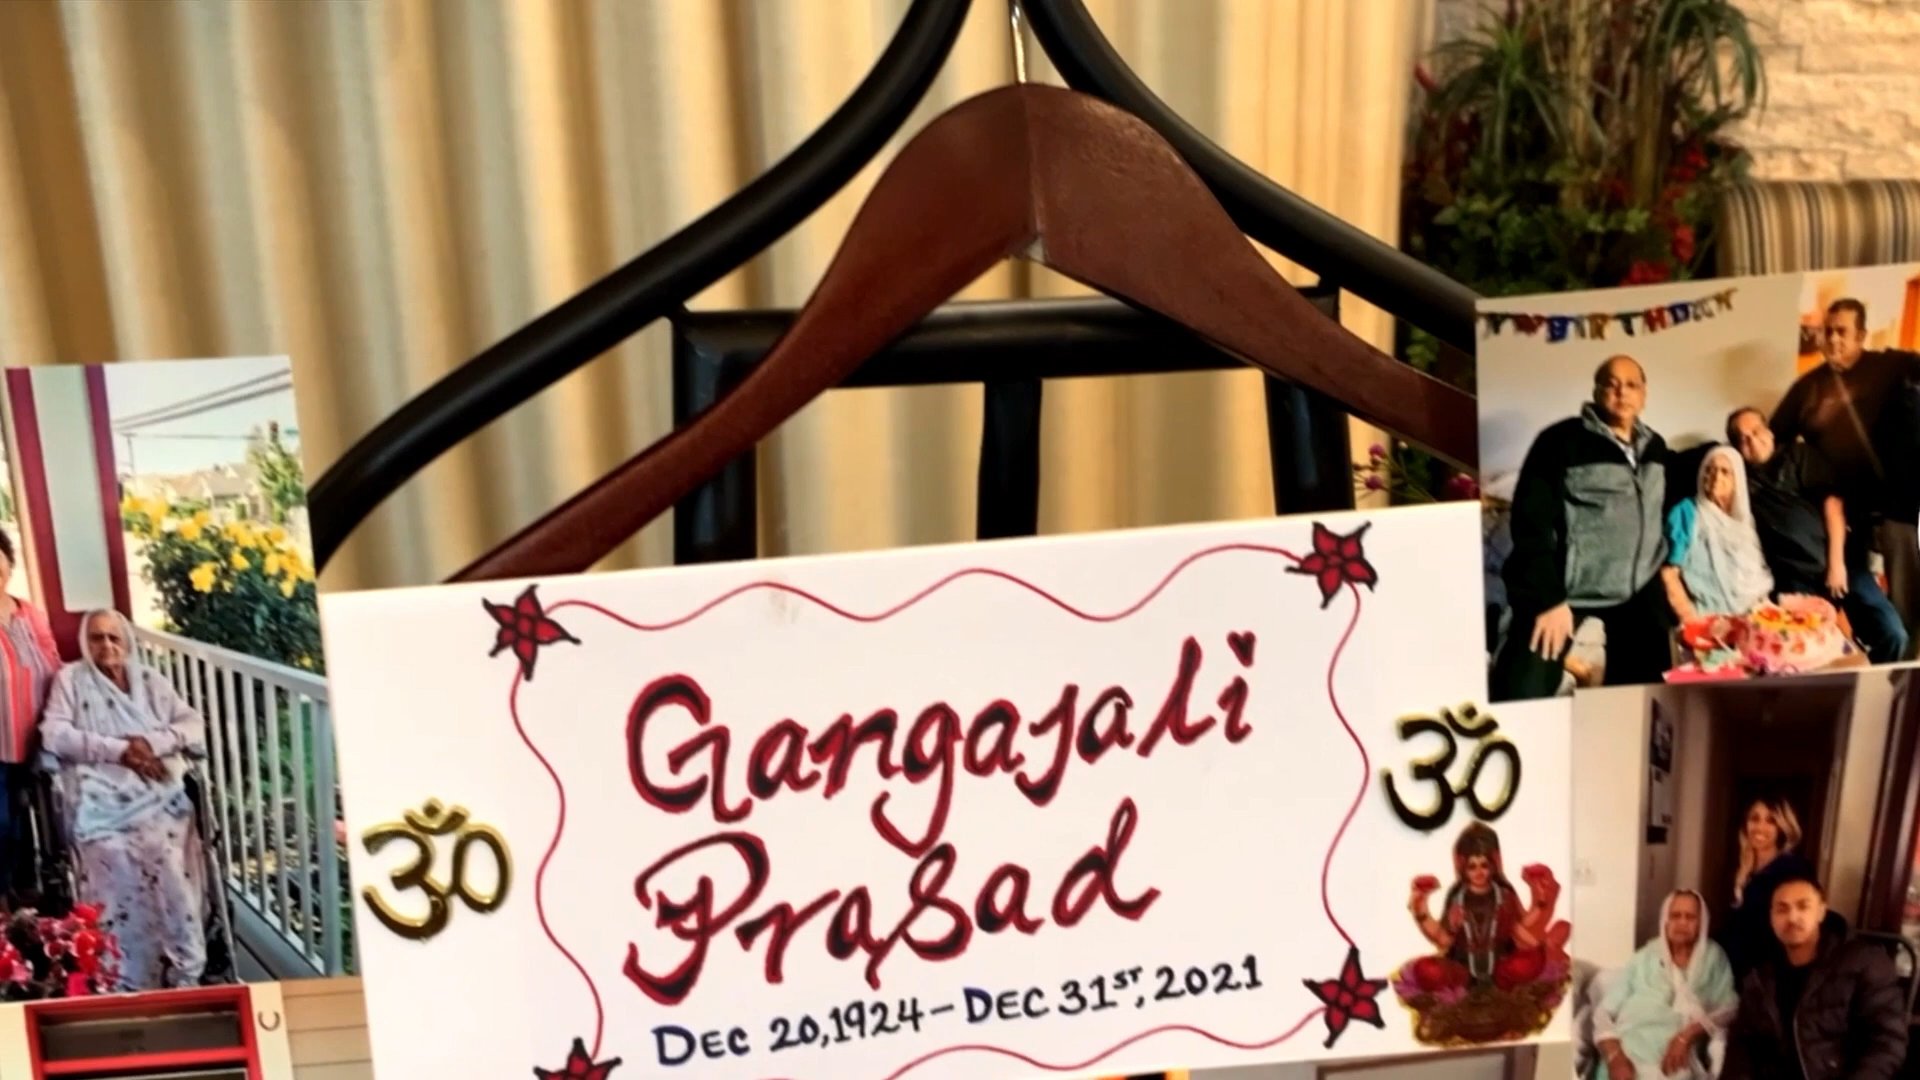 ॐ
ॐ
Gangajali
Prasad
DEC 20,1924-DEC 31ST, 2021